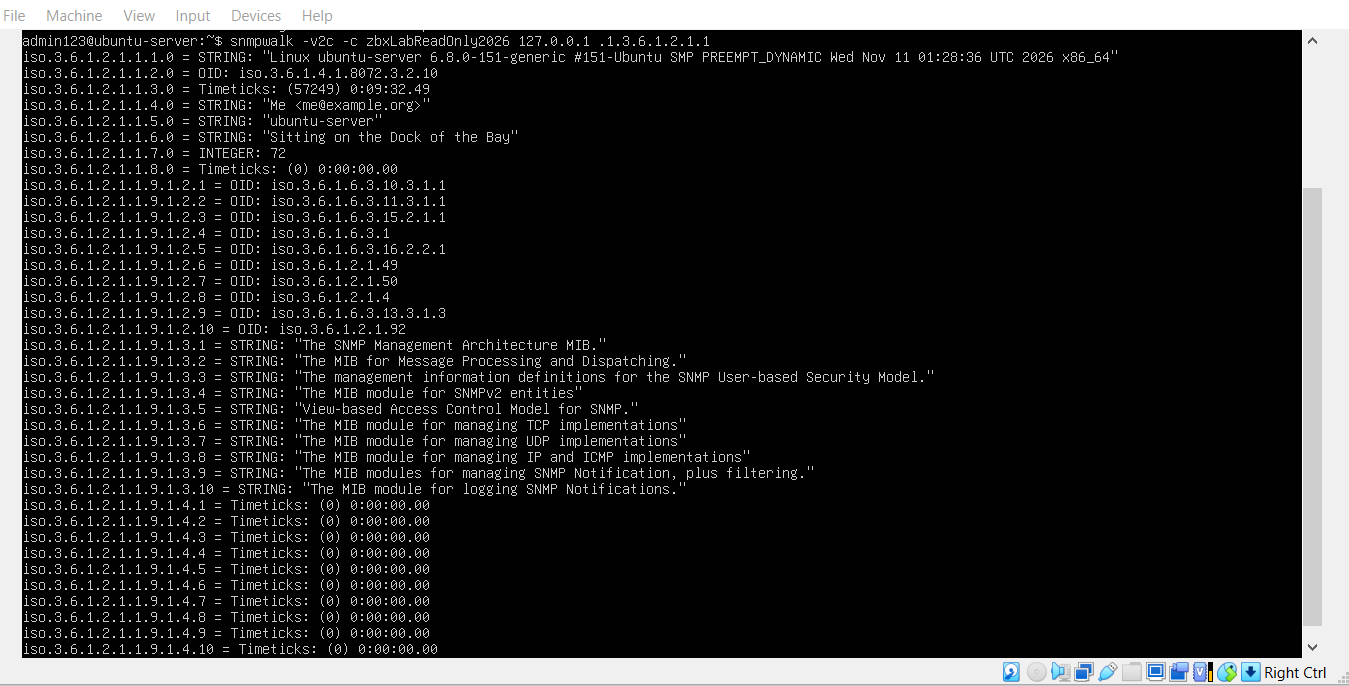 File Machine View Input Devices Help
admin123@ubuntu-server:~$ snmpwalk -v2c -c zbxLabReadOnly2026 127.0.0.1 .1.3.6.1.2.1.1
iso.3.6.1.2.1.1.1.0 = STRING: "Linux ubuntu-server 6.8.0-151-generic #151-Ubuntu SMP PREEMPT_DYNAMIC Wed Nov 11 01:28:36 UTC 2026 x86_64"
iso.3.6.1.2.1.1.2.0 = OID: iso.3.6.1.4.1.8072.3.2.10
iso.3.6.1.2.1.1.3.0 = Timeticks: (57249) 0:09:32.49
iso.3.6.1.2.1.1.4.0 = STRING: "Me <me@example.org>"
iso.3.6.1.2.1.1.5.0 = STRING: "ubuntu-server"
iso.3.6.1.2.1.1.6.0 = STRING: "Sitting on the Dock of the Bay"
iso.3.6.1.2.1.1.7.0 = INTEGER: 72
iso.3.6.1.2.1.1.8.0 = Timeticks: (0) 0:00:00.00
iso.3.6.1.2.1.1.9.1.2.1 = OID: iso.3.6.1.6.3.10.3.1.1
iso.3.6.1.2.1.1.9.1.2.2 = OID: iso.3.6.1.6.3.11.3.1.1
iso.3.6.1.2.1.1.9.1.2.3 = OID: iso.3.6.1.6.3.15.2.1.1
iso.3.6.1.2.1.1.9.1.2.4 = OID: iso.3.6.1.6.3.1
iso.3.6.1.2.1.1.9.1.2.5 = OID: iso.3.6.1.6.3.16.2.2.1
iso.3.6.1.2.1.1.9.1.2.6 = OID: iso.3.6.1.2.1.49
iso.3.6.1.2.1.1.9.1.2.7 = OID: iso.3.6.1.2.1.50
iso.3.6.1.2.1.1.9.1.2.8 = OID: iso.3.6.1.2.1.4
iso.3.6.1.2.1.1.9.1.2.9 = OID: iso.3.6.1.6.3.13.3.1.3
iso.3.6.1.2.1.1.9.1.2.10 = OID: iso.3.6.1.2.1.92
iso.3.6.1.2.1.1.9.1.3.1 = STRING: "The SNMP Management Architecture MIB."
iso.3.6.1.2.1.1.9.1.3.2 = STRING: "The MIB for Message Processing and Dispatching."
iso.3.6.1.2.1.1.9.1.3.3 = STRING: "The management information definitions for the SNMP User-based Security Model."
iso.3.6.1.2.1.1.9.1.3.4 = STRING: "The MIB module for SNMPv2 entities"
iso.3.6.1.2.1.1.9.1.3.5 = STRING: "View-based Access Control Model for SNMP."
iso.3.6.1.2.1.1.9.1.3.6 = STRING: "The MIB module for managing TCP implementations"
iso.3.6.1.2.1.1.9.1.3.7 = STRING: "The MIB module for managing UDP implementations"
iso.3.6.1.2.1.1.9.1.3.8 = STRING: "The MIB module for managing IP and ICMP implementations"
iso.3.6.1.2.1.1.9.1.3.9 = STRING: "The MIB modules for managing SNMP Notification, plus filtering."
iso.3.6.1.2.1.1.9.1.3.10 = STRING: "The MIB module for logging SNMP Notifications."
iso.3.6.1.2.1.1.9.1.4.1 = Timeticks: (0) 0:00:00.00
iso.3.6.1.2.1.1.9.1.4.2 = Timeticks: (0) 0:00:00.00
iso.3.6.1.2.1.1.9.1.4.3 = Timeticks: (0) 0:00:00.00
iso.3.6.1.2.1.1.9.1.4.4 = Timeticks: (0) 0:00:00.00
iso.3.6.1.2.1.1.9.1.4.5 = Timeticks: (0) 0:00:00.00
iso.3.6.1.2.1.1.9.1.4.6 = Timeticks: (0) 0:00:00.00
iso.3.6.1.2.1.1.9.1.4.7 = Timeticks: (0) 0:00:00.00
iso.3.6.1.2.1.1.9.1.4.8 = Timeticks: (0) 0:00:00.00
iso.3.6.1.2.1.1.9.1.4.9 = Timeticks: (0) 0:00:00.00
iso.3.6.1.2.1.1.9.1.4.10 = Timeticks: (0) 0:00:00.00
Right Ctrl